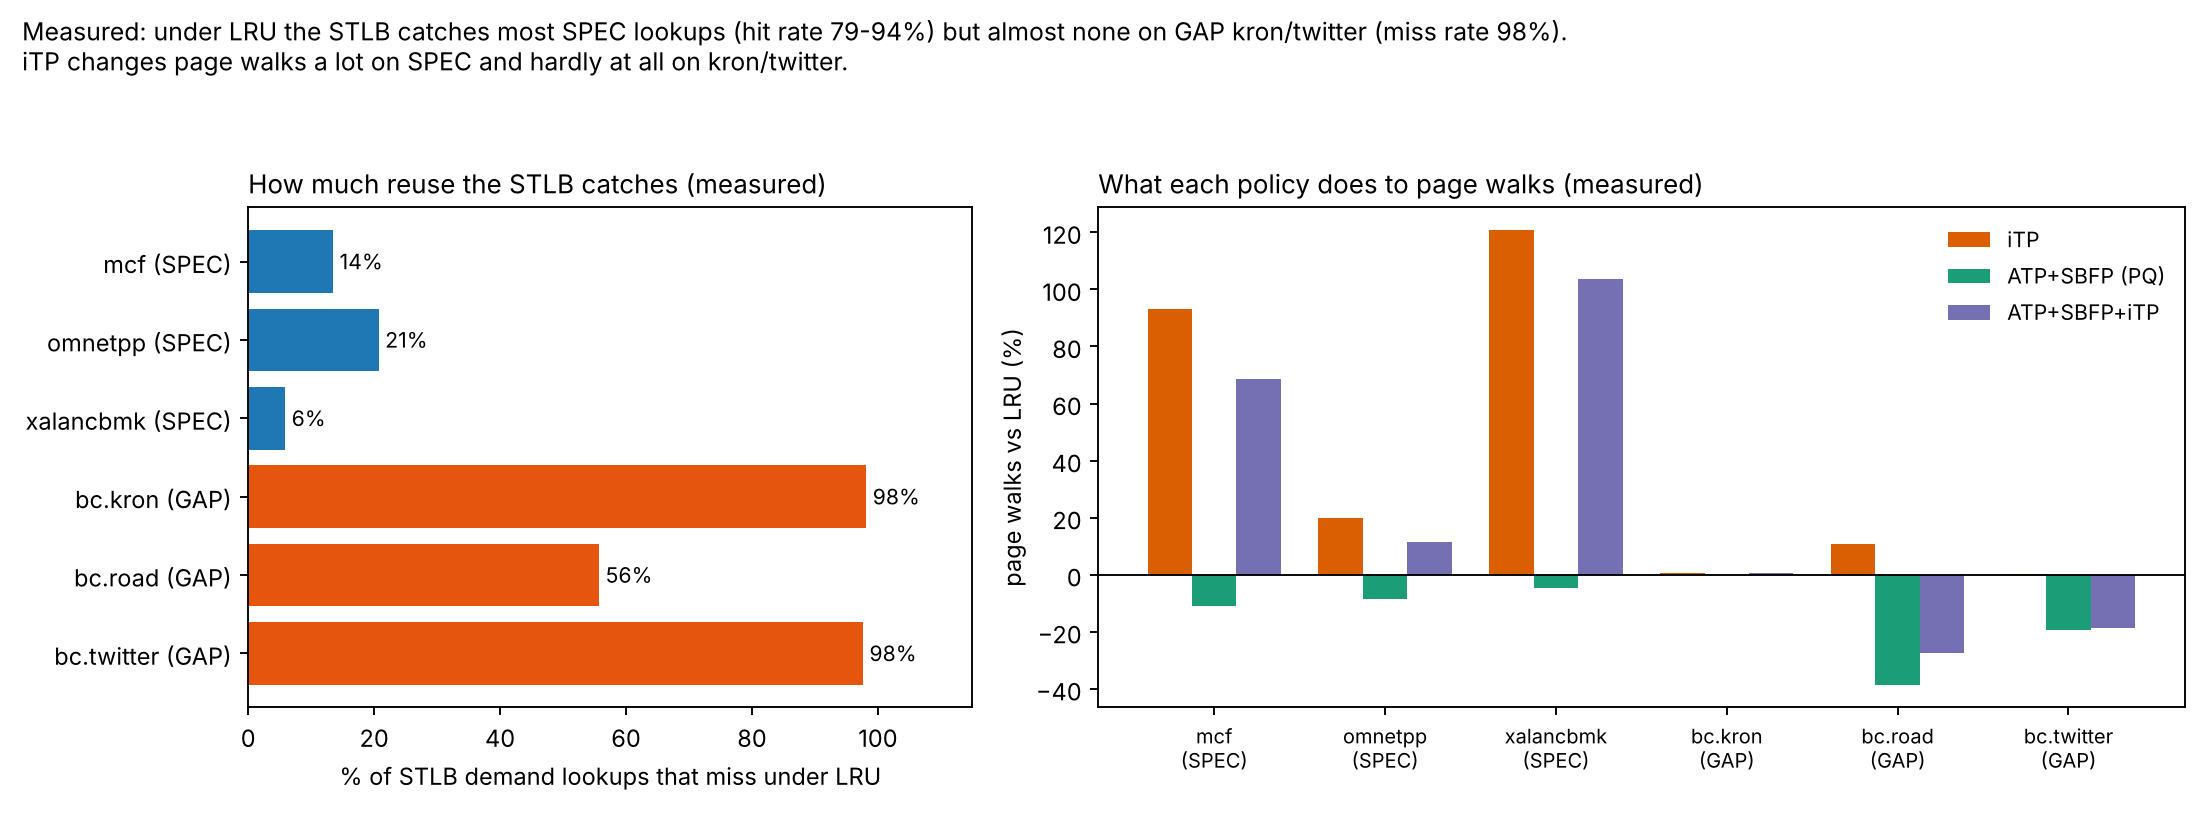 Measured: under LRU the STLB catches most SPEC lookups (hit rate 79-94%) but almost none on GAP kron/twitter (miss rate 98%).
iTP changes page walks a lot on SPEC and hardly at all on kron/twitter.
How much reuse the STLB catches (measured)
mcf (SPEC)
14%
omnetpp (SPEC)
21%
xalancbmk (SPEC)
6%
bc.kron (GAP)
98%
bc.road (GAP)
56%
bc.twitter (GAP)
98%
0 20 40 60 80 100
% of STLB demand lookups that miss under LRU
What each policy does to page walks (measured)
page walks vs LRU (%)
120
100
80
60
40
20
0
−20
−40
iTP
ATP+SBFP (PQ)
ATP+SBFP+iTP
mcf
(SPEC)
omnetpp
(SPEC)
xalancbmk
(SPEC)
bc.kron
(GAP)
bc.road
(GAP)
bc.twitter
(GAP)